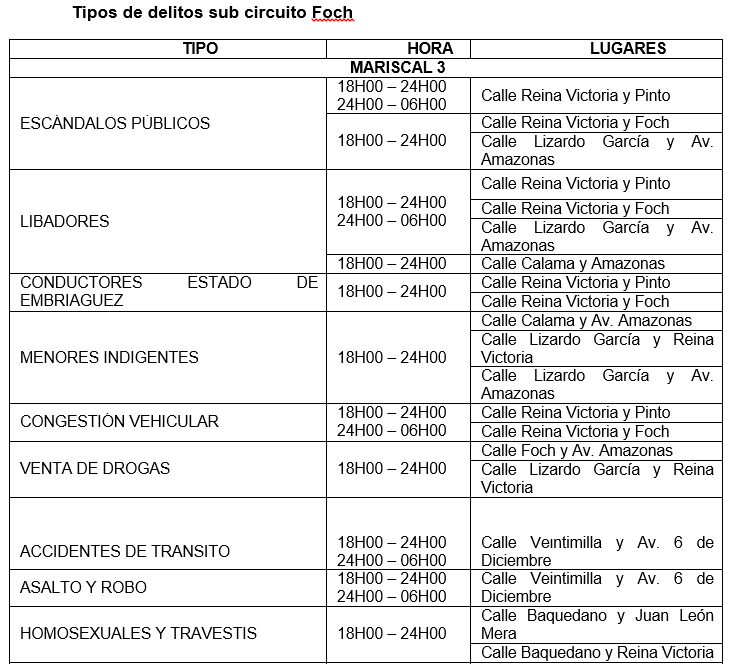 Tipos de delitos sub circuito Foch
TIPO HORA LUGARES
MARISCAL 3
ESCÁNDALOS PÚBLICOS
18H00 – 24H00
24H00 – 06H00
Calle Reina Victoria y Pinto
18H00 – 24H00
Calle Reina Victoria y Foch
Calle Lizardo García y Av.
Amazonas
LIBADORES
18H00 – 24H00
24H00 – 06H00
Calle Reina Victoria y Pinto
Calle Reina Victoria y Foch
Calle Lizardo García y Av.
Amazonas
18H00 – 24H00
Calle Calama y Amazonas
CONDUCTORES ESTADO DE
EMBRIAGUEZ
18H00 – 24H00
Calle Reina Victoria y Pinto
Calle Reina Victoria y Foch
MENORES INDIGENTES
18H00 – 24H00
Calle Calama y Av. Amazonas
Calle Lizardo García y Reina
Victoria
Calle Lizardo García y Av.
Amazonas
CONGESTIÓN VEHICULAR
18H00 – 24H00
24H00 – 06H00
Calle Reina Victoria y Pinto
Calle Reina Victoria y Foch
VENTA DE DROGAS
18H00 – 24H00
Calle Foch y Av. Amazonas
Calle Lizardo García y Reina
Victoria
ACCIDENTES DE TRANSITO
18H00 – 24H00
24H00 – 06H00
Calle Veintimilla y Av. 6 de
Diciembre
ASALTO Y ROBO
18H00 – 24H00
24H00 – 06H00
Calle Veintimilla y Av. 6 de
Diciembre
HOMOSEXUALES Y TRAVESTIS
18H00 – 24H00
Calle Baquedano y Juan León
Mera
Calle Baquedano y Reina Victoria